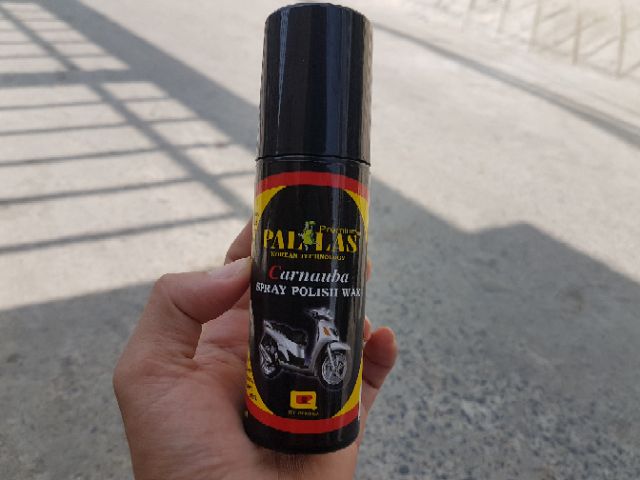 Premium
PALLAS
KOREAN TECHNOLOGY
Carnauba
SPRAY POLISH WAX